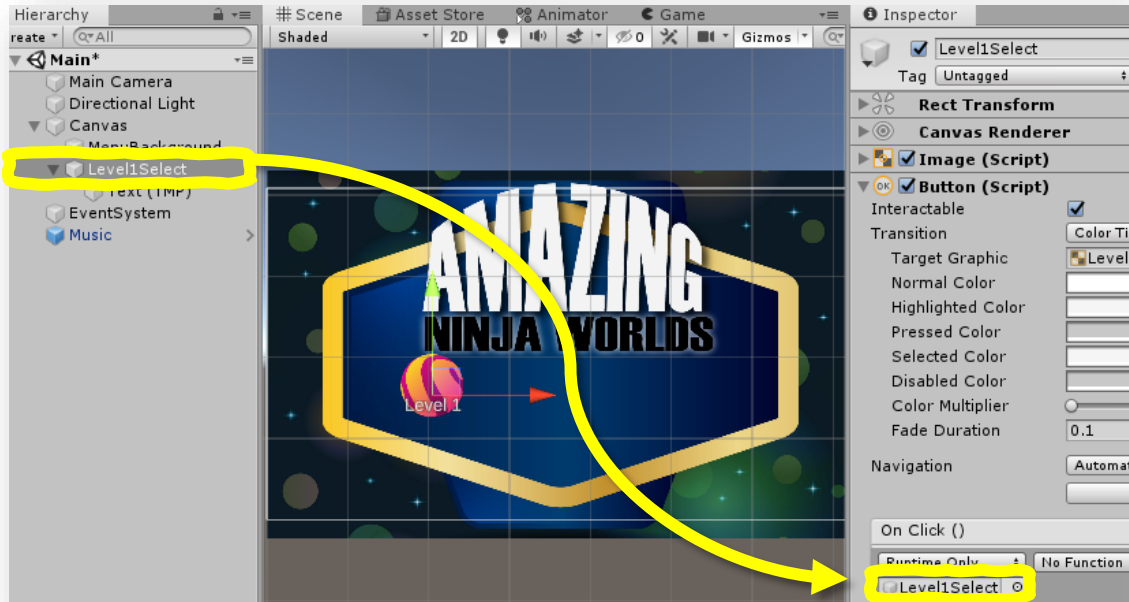 Hierarchy
reate
All
Main*
Main Camera
Directional Light
Canvas
MenuBackground
Level1Select
Text (TMP)
EventSystem
Music
Scene
Asset Store
Animator
Game
Shaded
2D
0
Gizmos
AMAZING
NINJA WORLDS
Level 1
Inspector
Level1Select
Tag Untagged
Rect Transform
Canvas Renderer
Image (Script)
OK Button (Script)
Interactable
Transition Color Ti
Target Graphic Level
Normal Color
Highlighted Color
Pressed Color
Selected Color
Disabled Color
Color Multiplier
Fade Duration 0.1
Navigation Automat
On Click ()
Runtime Only No Function
Level1Select